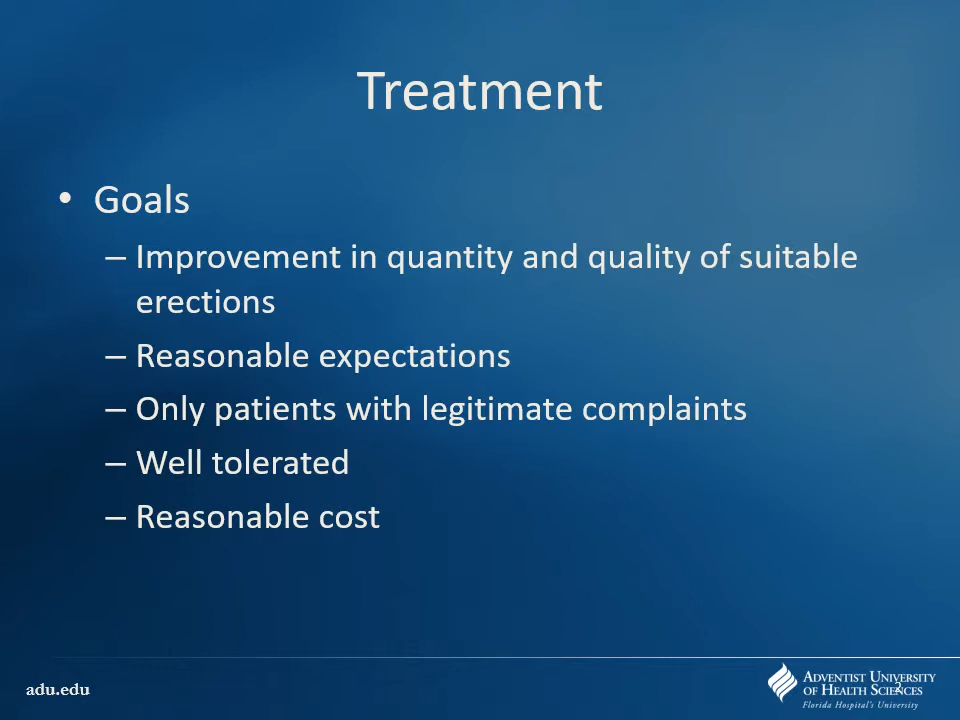 Treatment
• Goals
– Improvement in quantity and quality of suitable
erections
– Reasonable expectations
– Only patients with legitimate complaints
– Well tolerated
– Reasonable cost
adu.edu
ADVENTIST UNIVERSITY
OF HEALTH SCIENCES
Florida Hospital's University
2